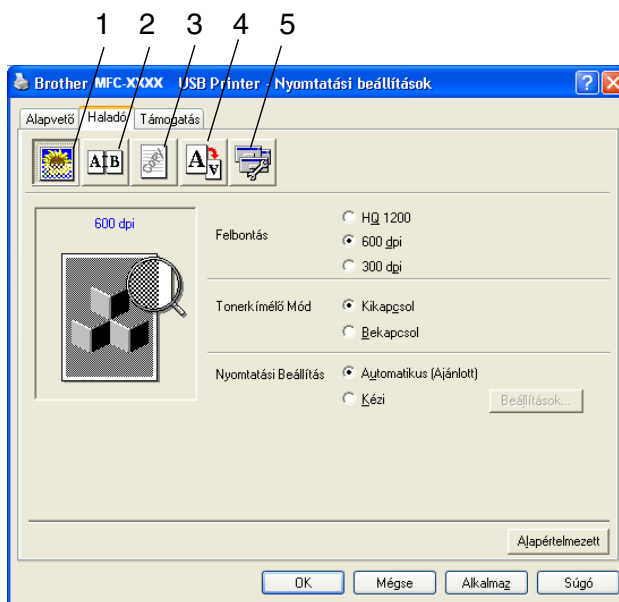 1 2 3 4 5
Brother MFC-XXXX USB Printer - Nyomtatási beállítások
Alapvető Haladó Támogatás
A B Copy A A
600 dpi
Felbontás
HQ 1200
600 dpi
300 dpi
Tonerkímélő Mód
Kikapcsol
Bekapcsol
Nyomtatási Beállítás
Automatikus (Ajánlott)
Kézi
Beállítások...
Alapértelmezett
OK Mégse Alkalmaz Súgó